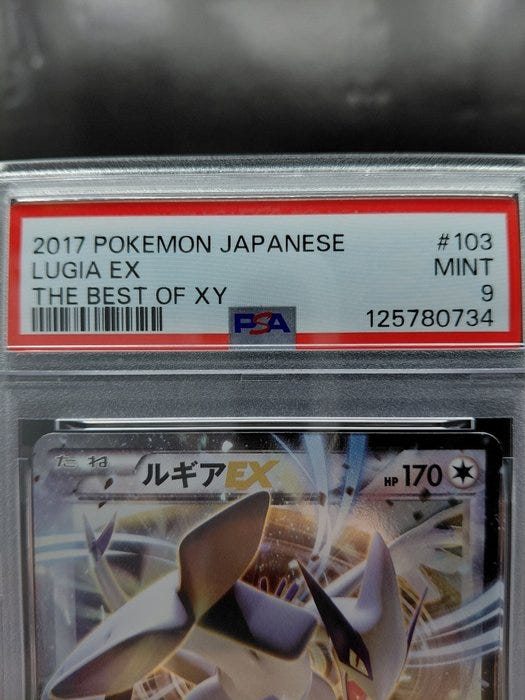 2017 POKEMON JAPANESE #103
LUGIA EX MINT
THE BEST OF XY 9
PSA 125780734
たね ルギアEX HP 170